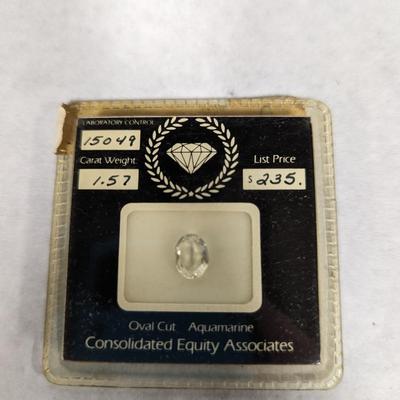 LABORATORY CONTROL
15049
Carat Weight
1.57
List Price
$ 235.
Oval Cut Aquamarine
Consolidated Equity Associates